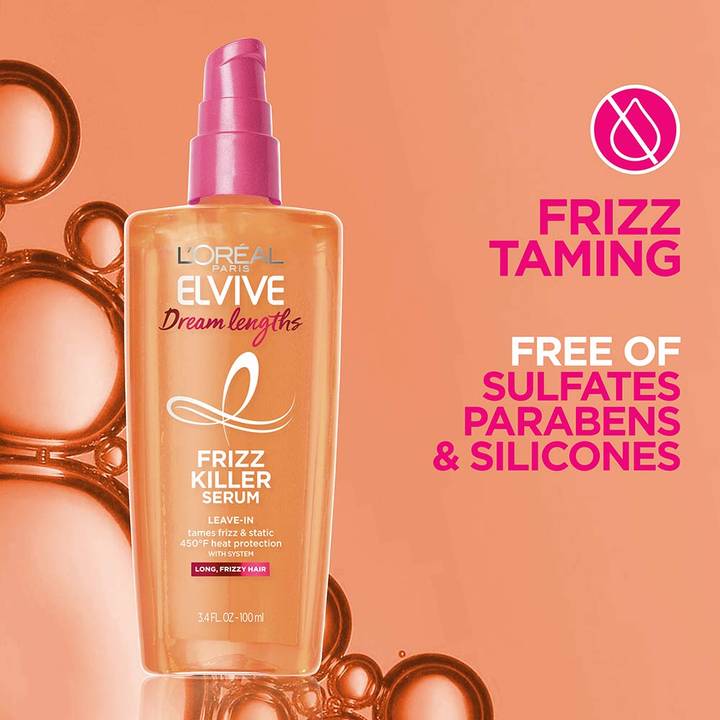 L'ORÉAL
PARIS
ELVIVE
Dream lengths
FRIZZ
KILLER
SERUM
LEAVE-IN
tames frizz & static
450°F heat protection
WITH SYSTEM
LONG, FRIZZY HAIR
3.4 FL. OZ - 100 ml
FRIZZ
TAMING
FREE OF
SULFATES
PARABENS
& SILICONES